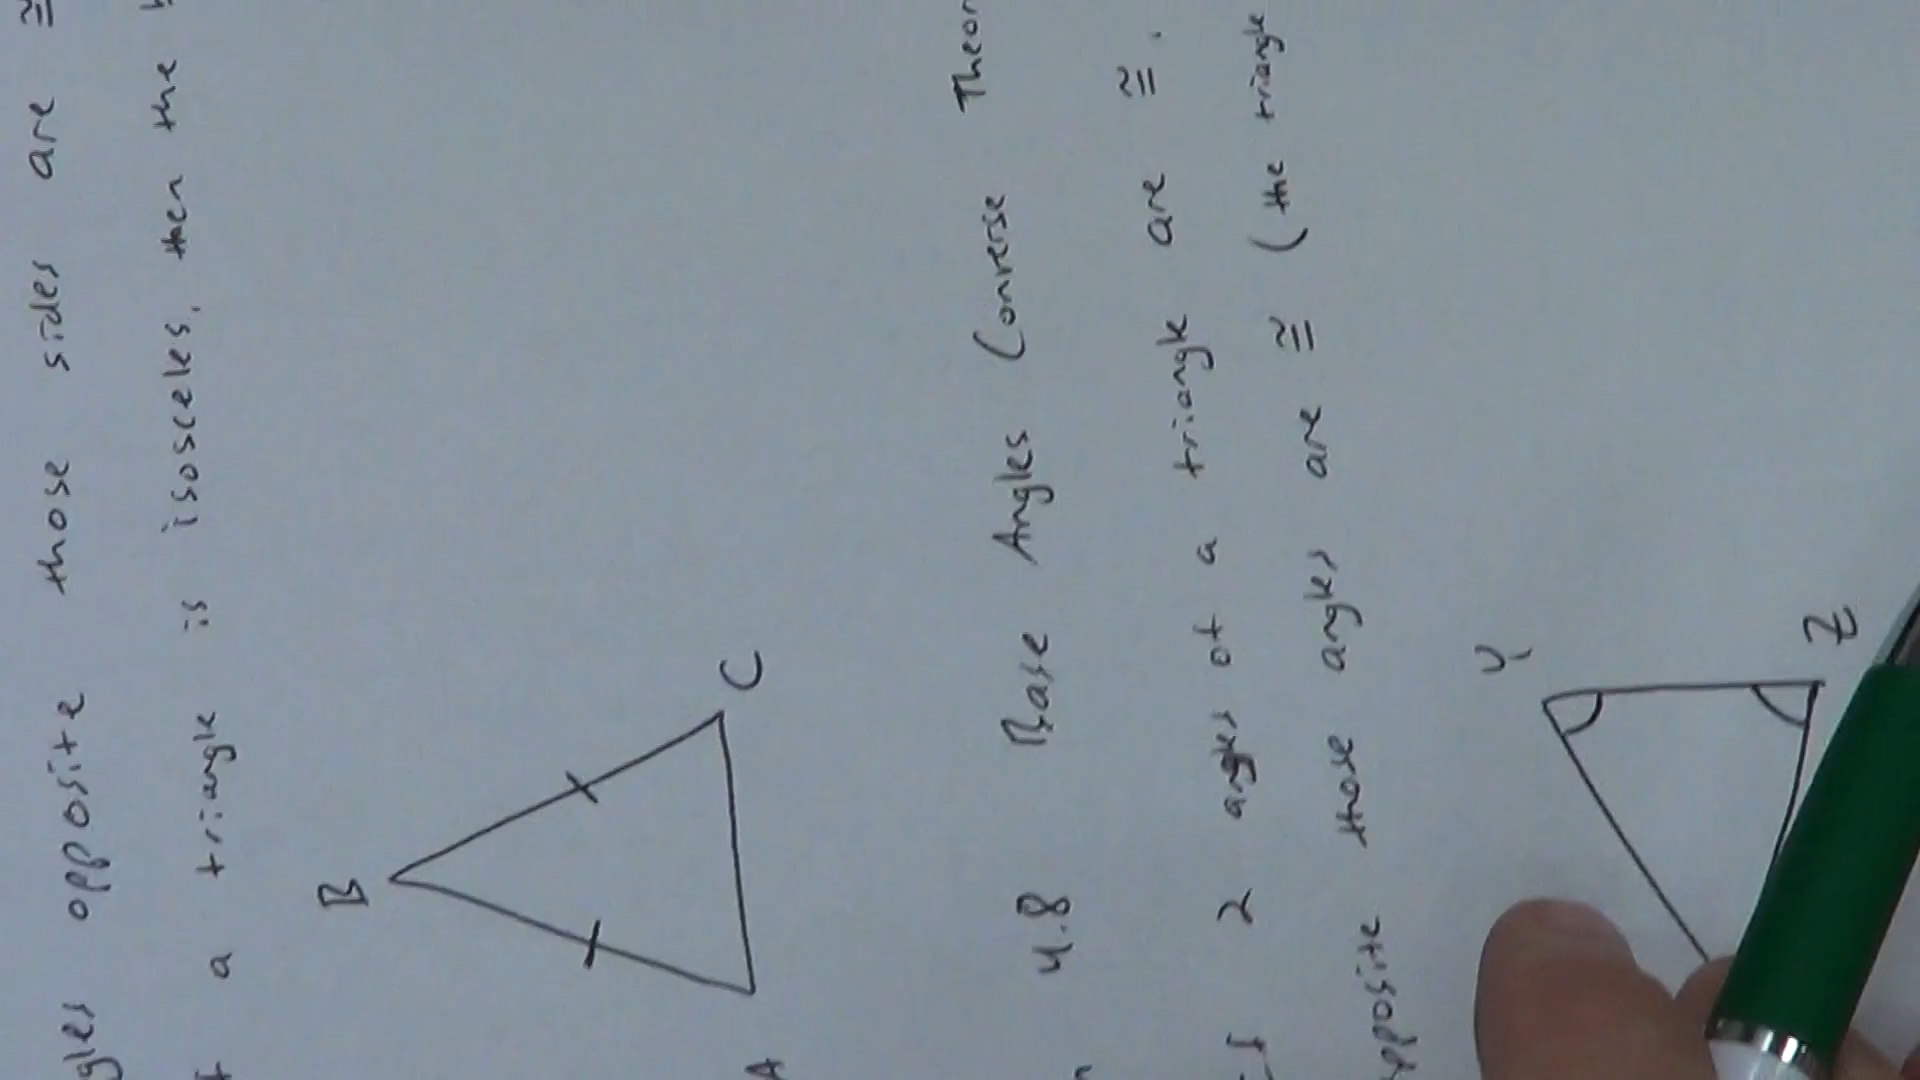 gles opposite those sides are ≅
a triangle is isosceles, then the
B
C
A
4.8 Base Angles Converse Theor
2 angles of a triangle are ≅.
opposite those angles are ≅ (the triangle
Y
Z